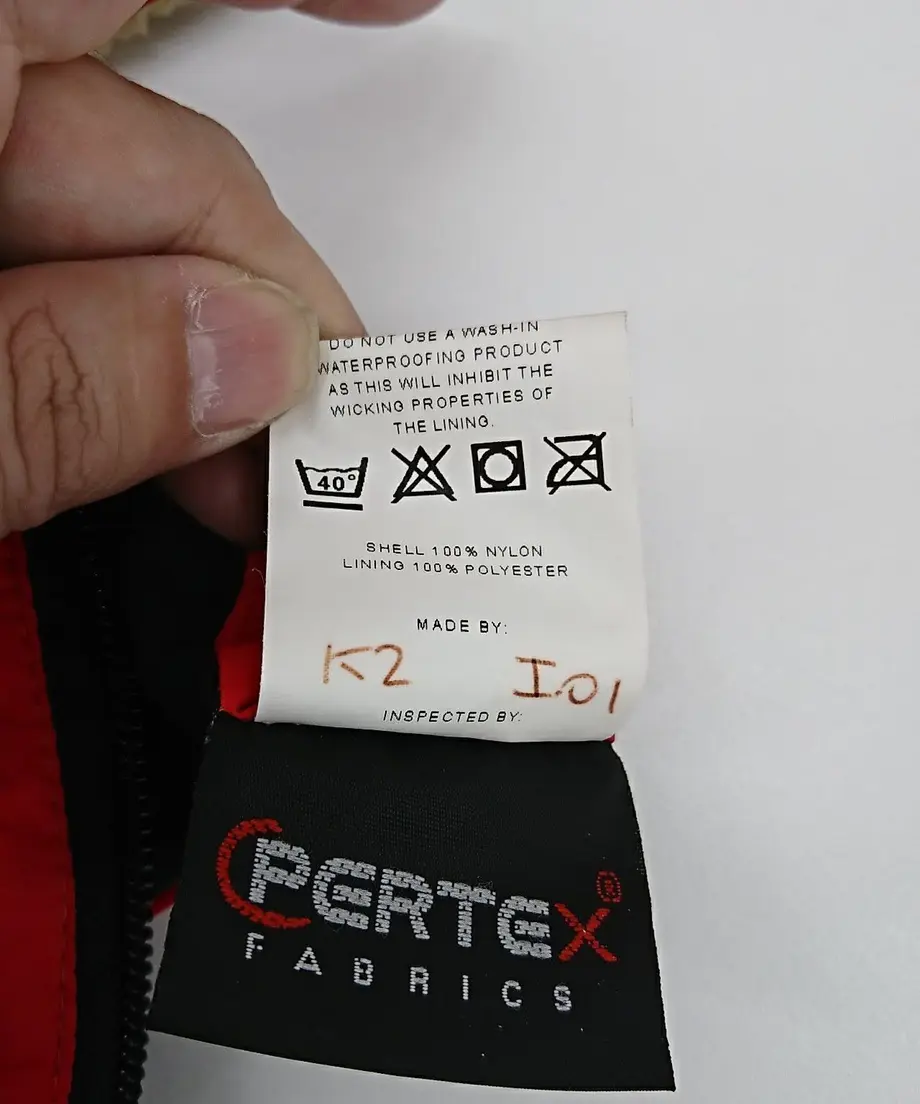 DO NOT USE A WASH-IN
WATERPROOFING PRODUCT
AS THIS WILL INHIBIT THE
WICKING PROPERTIES OF
THE LINING.
40°
SHELL 100% NYLON
LINING 100% POLYESTER
MADE BY:
K2 I01
INSPECTED BY:
PERTEX®
FABRICS